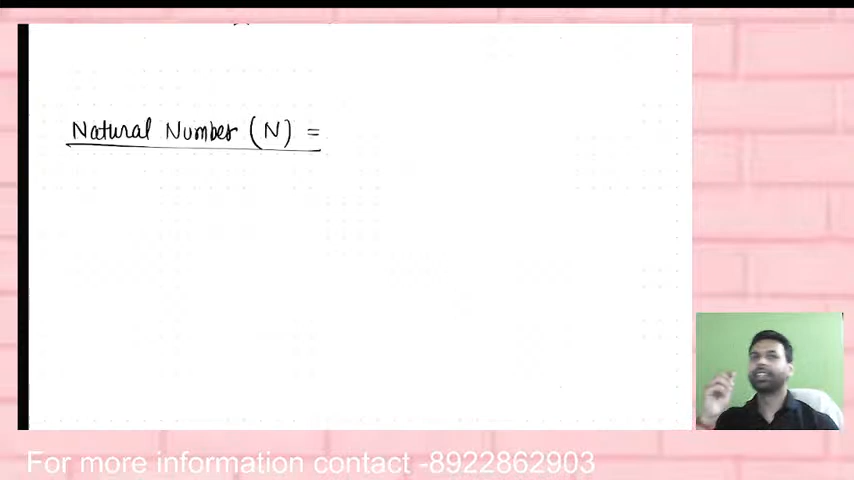 Natural Number (N) =
For more information contact -8922862903